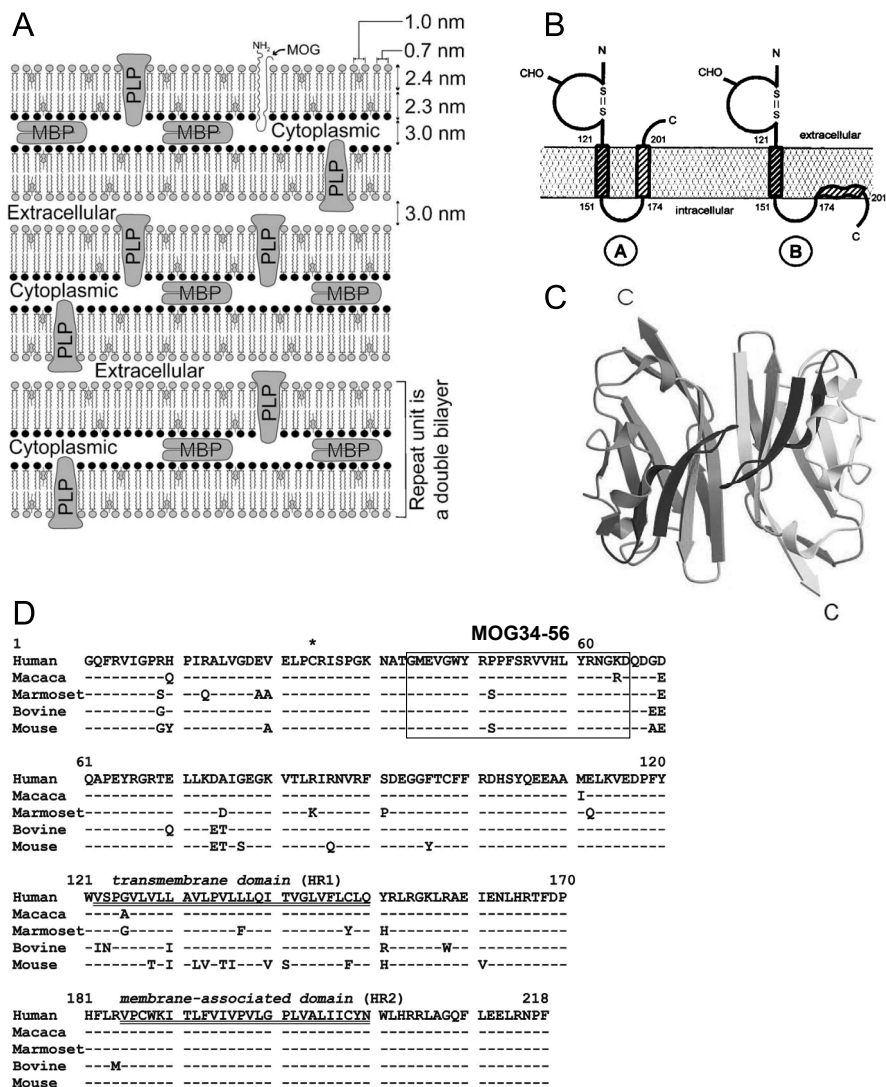 A
NH2
MOG
1.0 nm
0.7 nm
PLP
2.4 nm
2.3 nm
MBP
MBP
Cytoplasmic
3.0 nm
PLP
Extracellular
3.0 nm
PLP
PLP
Cytoplasmic
MBP
MBP
PLP
Extracellular
PLP
Cytoplasmic
MBP
MBP
PLP
Repeat unit is
a double bilayer
B
N
N
CHO
CHO
S
S
S
S
C
121
201
121
extracellular
151
intracellular
174
151
174
201
C
A
B
C
C
C
D
MOG34-56
1 * 60
Human GQFRVIGPRH PIRALVGDEV ELPCRISPGK NATGMEVGWY RPPFSRVVHL YRNGKDQDGD
Macaca ---------Q ---------- ---------- ---------- ---------- ----R----E
Marmoset --------S- --Q-----AA ---------- ---------- -S-------- ---------E
Bovine --------G- ---------- ---------- ---------- ---------- --------EE
Mouse --------GY ---------A ---------- ---------- -S-------- --------AE
61 120
Human QAPEYRGRTE LLKDAIGEGK VTLRIRNVRF SDEGGFTCFF RDHSYQEEAA MELKVEDPFY
Macaca ---------- ---------- ---------- ---------- ---------- I---------
Marmoset ---------- ----D----- ---K------ P--------- ---------- -Q--------
Bovine ---------Q ---ET----- ---------- ---------- ---------- ----------
Mouse ---------- ---ET-S--- -----Q---- -----Y---- ---------- ----------
121 transmembrane domain (HR1) 170
Human WVSPGVLVLL AVLPVLLLQI TVGLVFLCLQ YRLRGKLRAE IENLHRTFDP
Macaca ----A----- ---------- ---------- ---------- ----------
Marmoset ----G----- ------F--- -------Y-- H--------- ----------
Bovine -IN------I ---------- ---------- R------W-- ----------
Mouse -------T-I -LV-TI---V S------F-- H--------- V---------
181 membrane-associated domain (HR2) 218
Human HFLRVPCWKI TLFVIVPVLG PLVALIICYN WLHRRLAGQF LEELRNPF
Macaca ---------- ---------- ---------- ---------- --------
Marmoset ---------- ---------- ---------- ---------- --------
Bovine ---M------ ---------- ---------- ---------- --------
Mouse ---------- ---------- ---------- ---------- --------